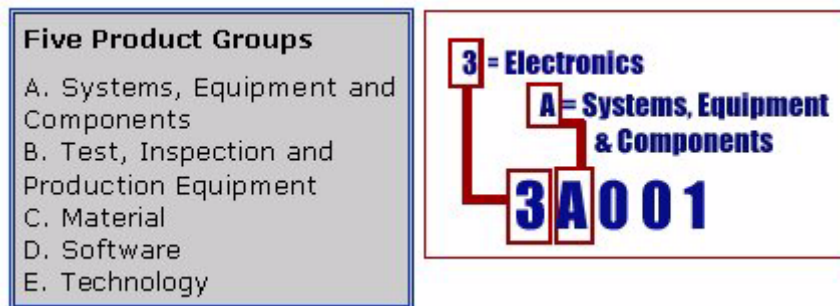 Five Product Groups
A. Systems, Equipment and
Components
B. Test, Inspection and
Production Equipment
C. Material
D. Software
E. Technology
3 = Electronics
A = Systems, Equipment
& Components
3A001